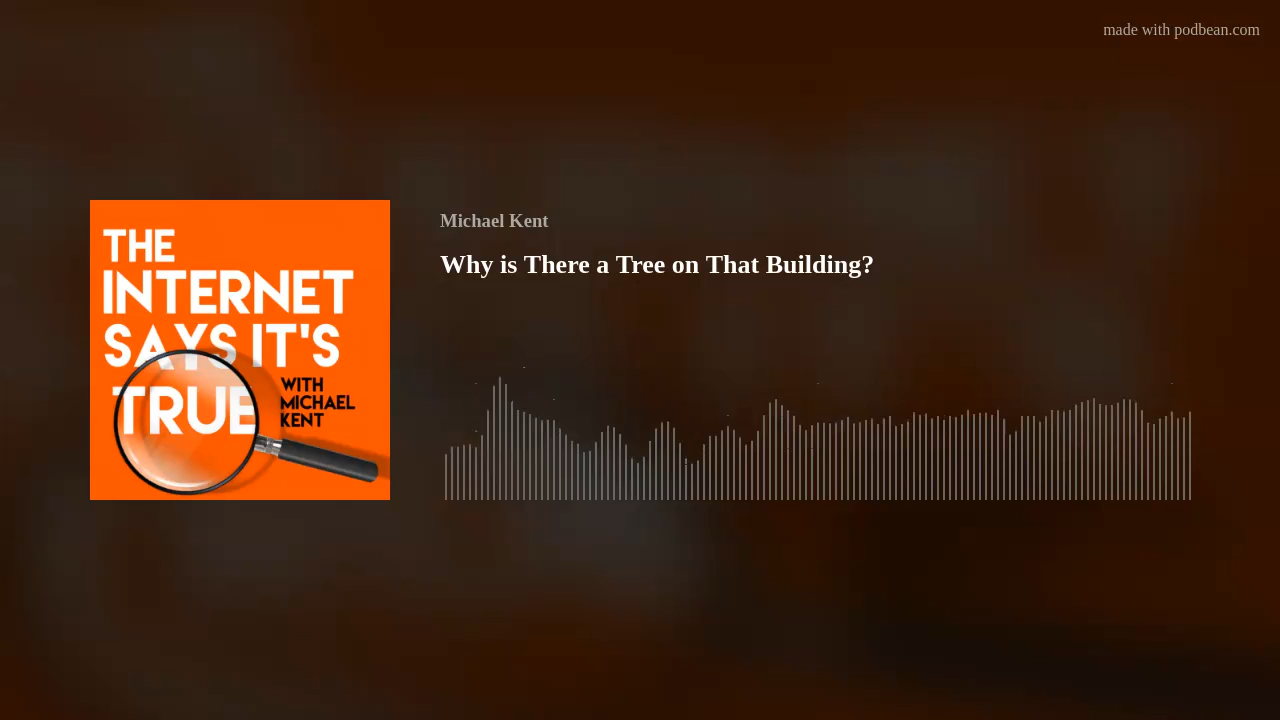 made with podbean.com
THE
INTERNET
SAYS IT'S
TRUE
WITH
MICHAEL
KENT
Michael Kent
Why is There a Tree on That Building?